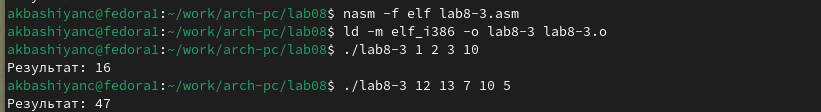 akbashiyanc@fedora1:~/work/arch-pc/lab08$ nasm -f elf lab8-3.asm
akbashiyanc@fedora1:~/work/arch-pc/lab08$ ld -m elf_i386 -o lab8-3 lab8-3.o
akbashiyanc@fedora1:~/work/arch-pc/lab08$ ./lab8-3 1 2 3 10
Результат: 16
akbashiyanc@fedora1:~/work/arch-pc/lab08$ ./lab8-3 12 13 7 10 5
Результат: 47